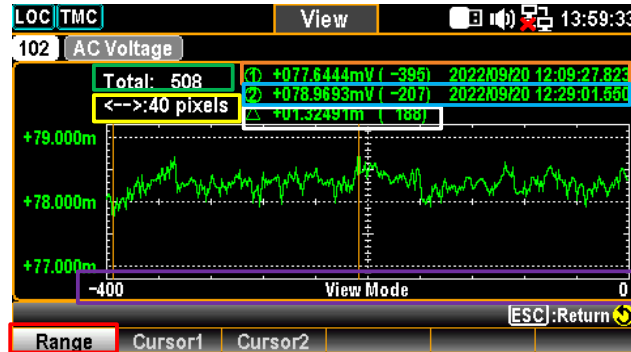 LOC TMC View 13:59:33
102 AC Voltage
Total: 508 ① +077.6444mV ( -395) 2022/09/20 12:09:27.823
<-->:40 pixels ② +078.9693mV ( -207) 2022/09/20 12:29:01.550
△ +01.32491m ( 188)
+79.000m
+78.000m
+77.000m
-400 View Mode 0
ESC:Return
Range Cursor1 Cursor2